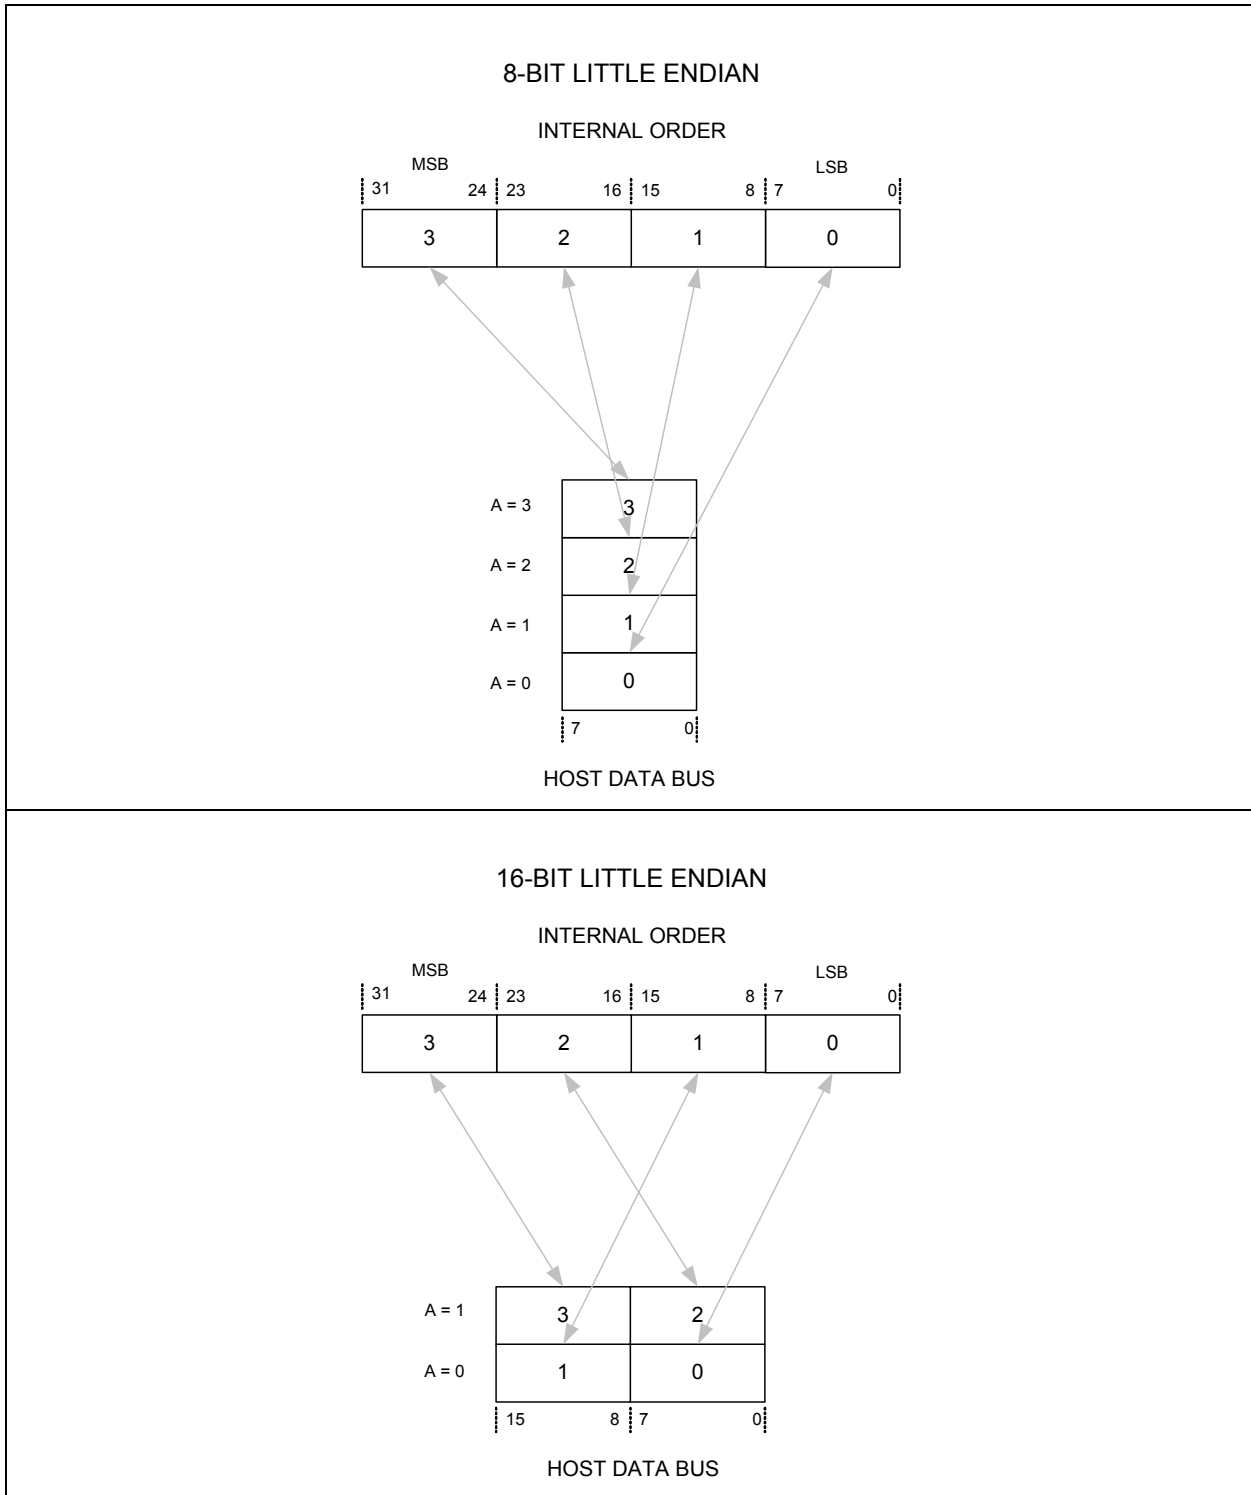 8-BIT LITTLE ENDIAN
INTERNAL ORDER
MSB LSB
31 24 23 16 15 8 7 0
3 2 1 0
A = 3 3
A = 2 2
A = 1 1
A = 0 0
7 0
HOST DATA BUS
16-BIT LITTLE ENDIAN
INTERNAL ORDER
MSB LSB
31 24 23 16 15 8 7 0
3 2 1 0
A = 1 3 2
A = 0 1 0
15 8 7 0
HOST DATA BUS